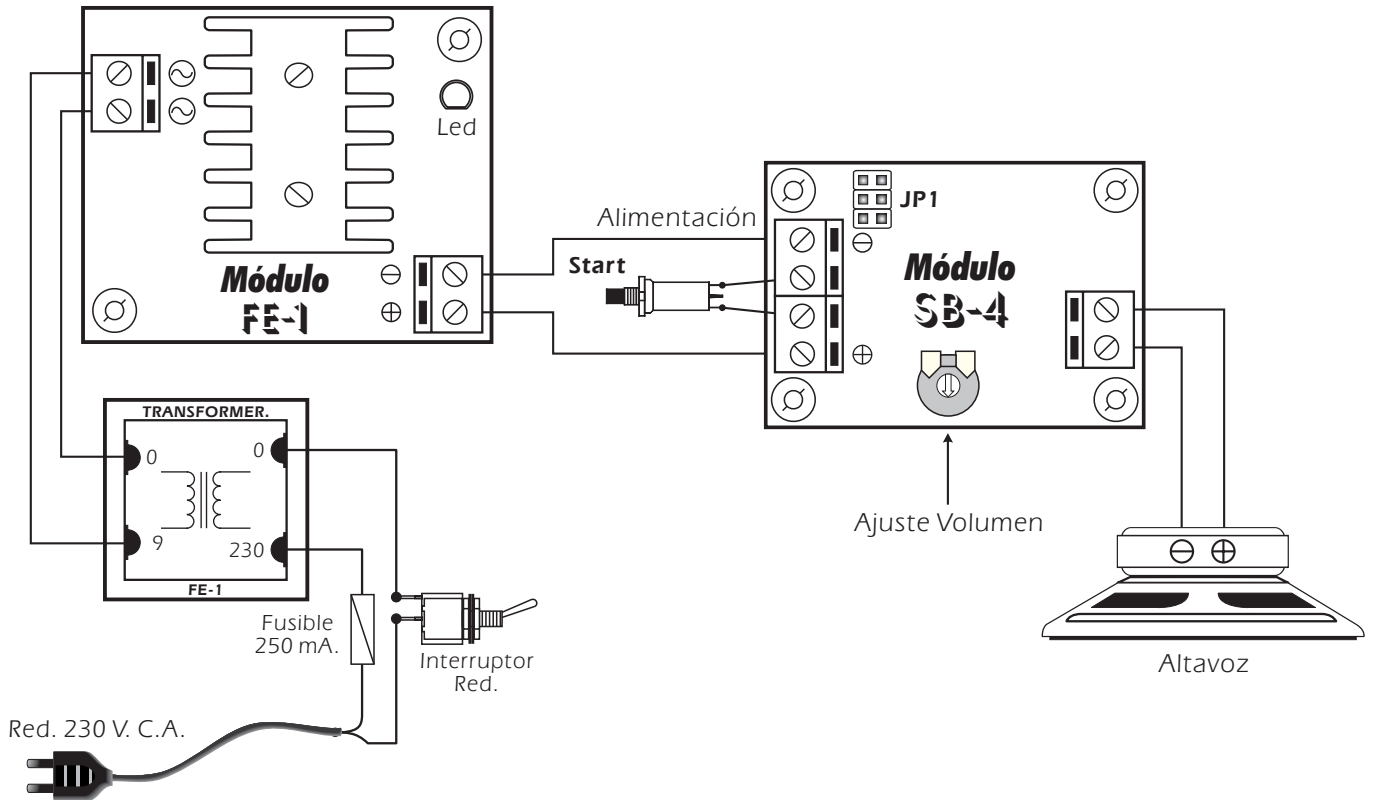 Led
Módulo
FE-1
Alimentación
Start
JP1
Módulo
SB-4
Ajuste Volumen
TRANSFORMER.
0
0
9
230
FE-1
Fusible
250 mA.
Interruptor
Red.
Red. 230 V. C.A.
Altavoz